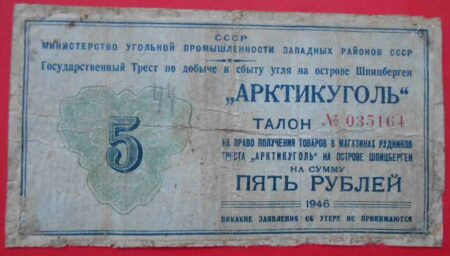 СССР
МИНИСТЕРСТВО УГОЛЬНОЙ ПРОМЫШЛЕННОСТИ ЗАПАДНЫХ РАЙОНОВ СССР
Государственный Трест по добыче и сбыту угля на острове Шпицберген
„АРКТИКУГОЛЬ“
ТАЛОН № 035164
НА ПРАВО ПОЛУЧЕНИЯ ТОВАРОВ В МАГАЗИНАХ РУДНИКОВ
ТРЕСТА „АРКТИКУГОЛЬ“ НА ОСТРОВЕ ШПИЦБЕРГЕН
НА СУММУ
5
ПЯТЬ РУБЛЕЙ
1946
НИКАКИЕ ЗАЯВЛЕНИЯ ОБ УТЕРЕ НЕ ПРИНИМАЮТСЯ